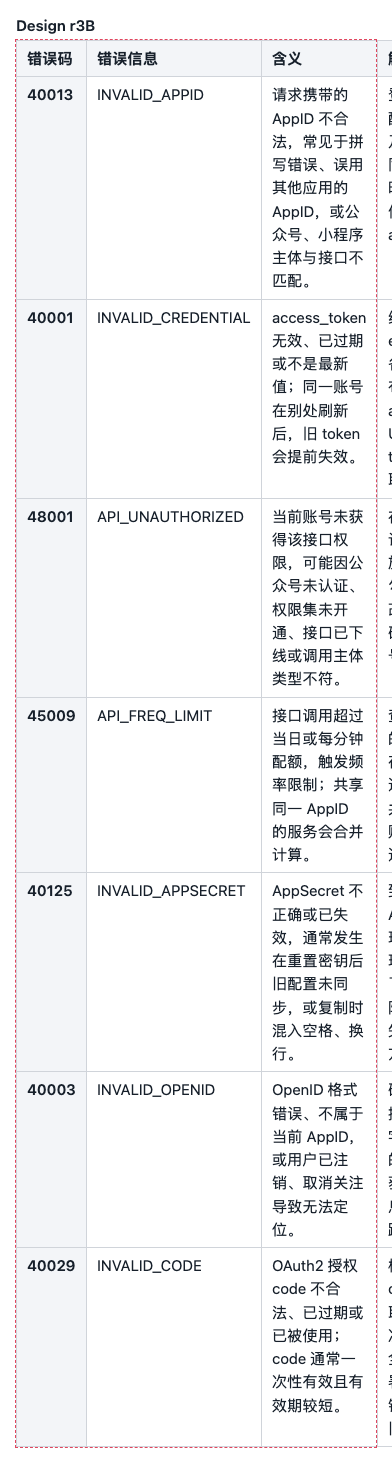 Design r3B
错误码 错误信息 含义
40013 INVALID_APPID 请求携带的
AppID 不合
法，常见于拼
写错误、误用
其他应用的
AppID，或公
众号、小程序
主体与接口不
匹配。
40001 INVALID_CREDENTIAL access_token
无效、已过期
或不是最新
值；同一账号
在别处刷新
后，旧 token
会提前失效。
48001 API_UNAUTHORIZED 当前账号未获
得该接口权
限，可能因公
众号未认证、
权限集未开
通、接口已下
线或调用主体
类型不符。
45009 API_FREQ_LIMIT 接口调用超过
当日或每分钟
配额，触发频
率限制；共享
同一 AppID
的服务会合并
计算。
40125 INVALID_APPSECRET AppSecret 不
正确或已失
效，通常发生
在重置密钥后
旧配置未同
步，或复制时
混入空格、换
行。
40003 INVALID_OPENID OpenID 格式
错误、不属于
当前 AppID，
或用户已注
销、取消关注
导致无法定
位。
40029 INVALID_CODE OAuth2 授权
code 不合
法、已过期或
已被使用；
code 通常一
次性有效且有
效期较短。